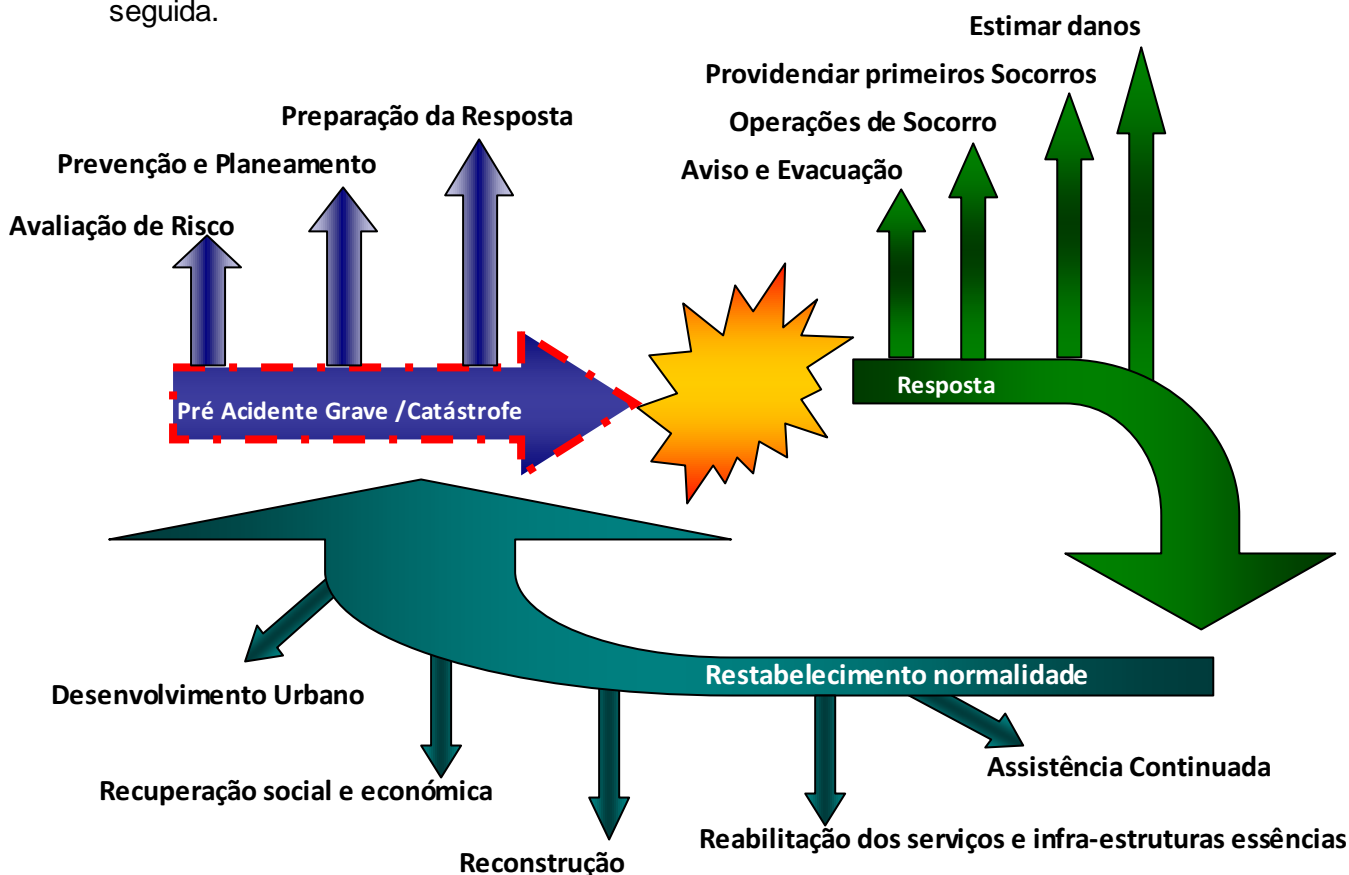 seguida.
Estimar danos
Providenciar primeiros Socorros
Preparação da Resposta
Operações de Socorro
Prevenção e Planeamento
Aviso e Evacuação
Avaliação de Risco
Resposta
Pré Acidente Grave /Catástrofe
Restabelecimento normalidade
Desenvolvimento Urbano
Assistência Continuada
Recuperação social e económica
Reabilitação dos serviços e infra-estruturas essências
Reconstrução